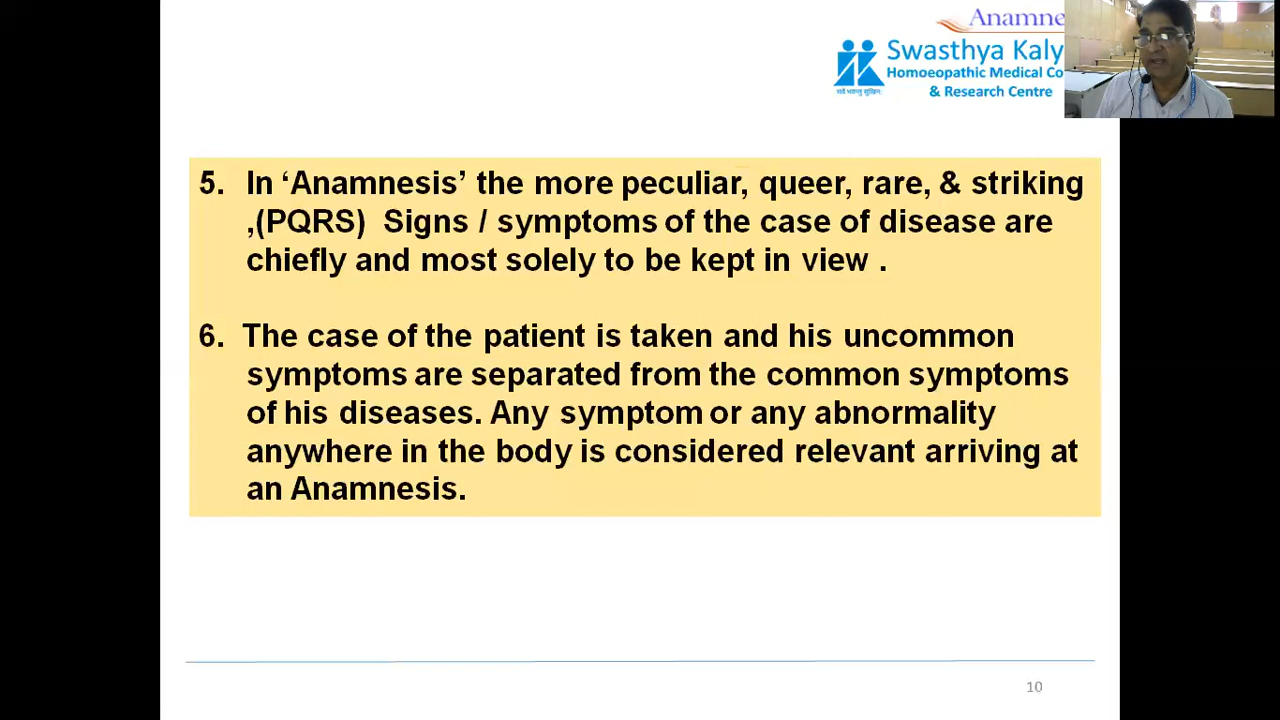 Anamne
Swasthya Kaly
Homoeopathic Medical Co
& Research Centre
5. In ‘Anamnesis’ the more peculiar, queer, rare, & striking
,(PQRS) Signs / symptoms of the case of disease are
chiefly and most solely to be kept in view .
6. The case of the patient is taken and his uncommon
symptoms are separated from the common symptoms
of his diseases. Any symptom or any abnormality
anywhere in the body is considered relevant arriving at
an Anamnesis.
10